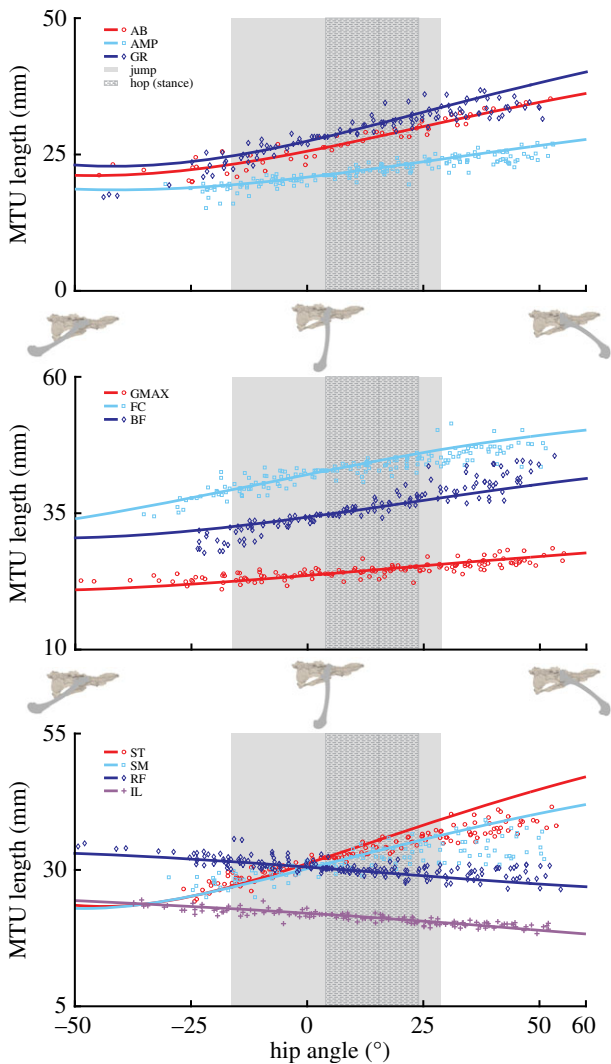 50
AB
AMP
GR
jump
hop (stance)
25
MTU length (mm)
0
60
GMAX
FC
BF
35
MTU length (mm)
10
55
ST
SM
RF
IL
30
MTU length (mm)
5
−50 −25 0 25 50 60
hip angle (°)